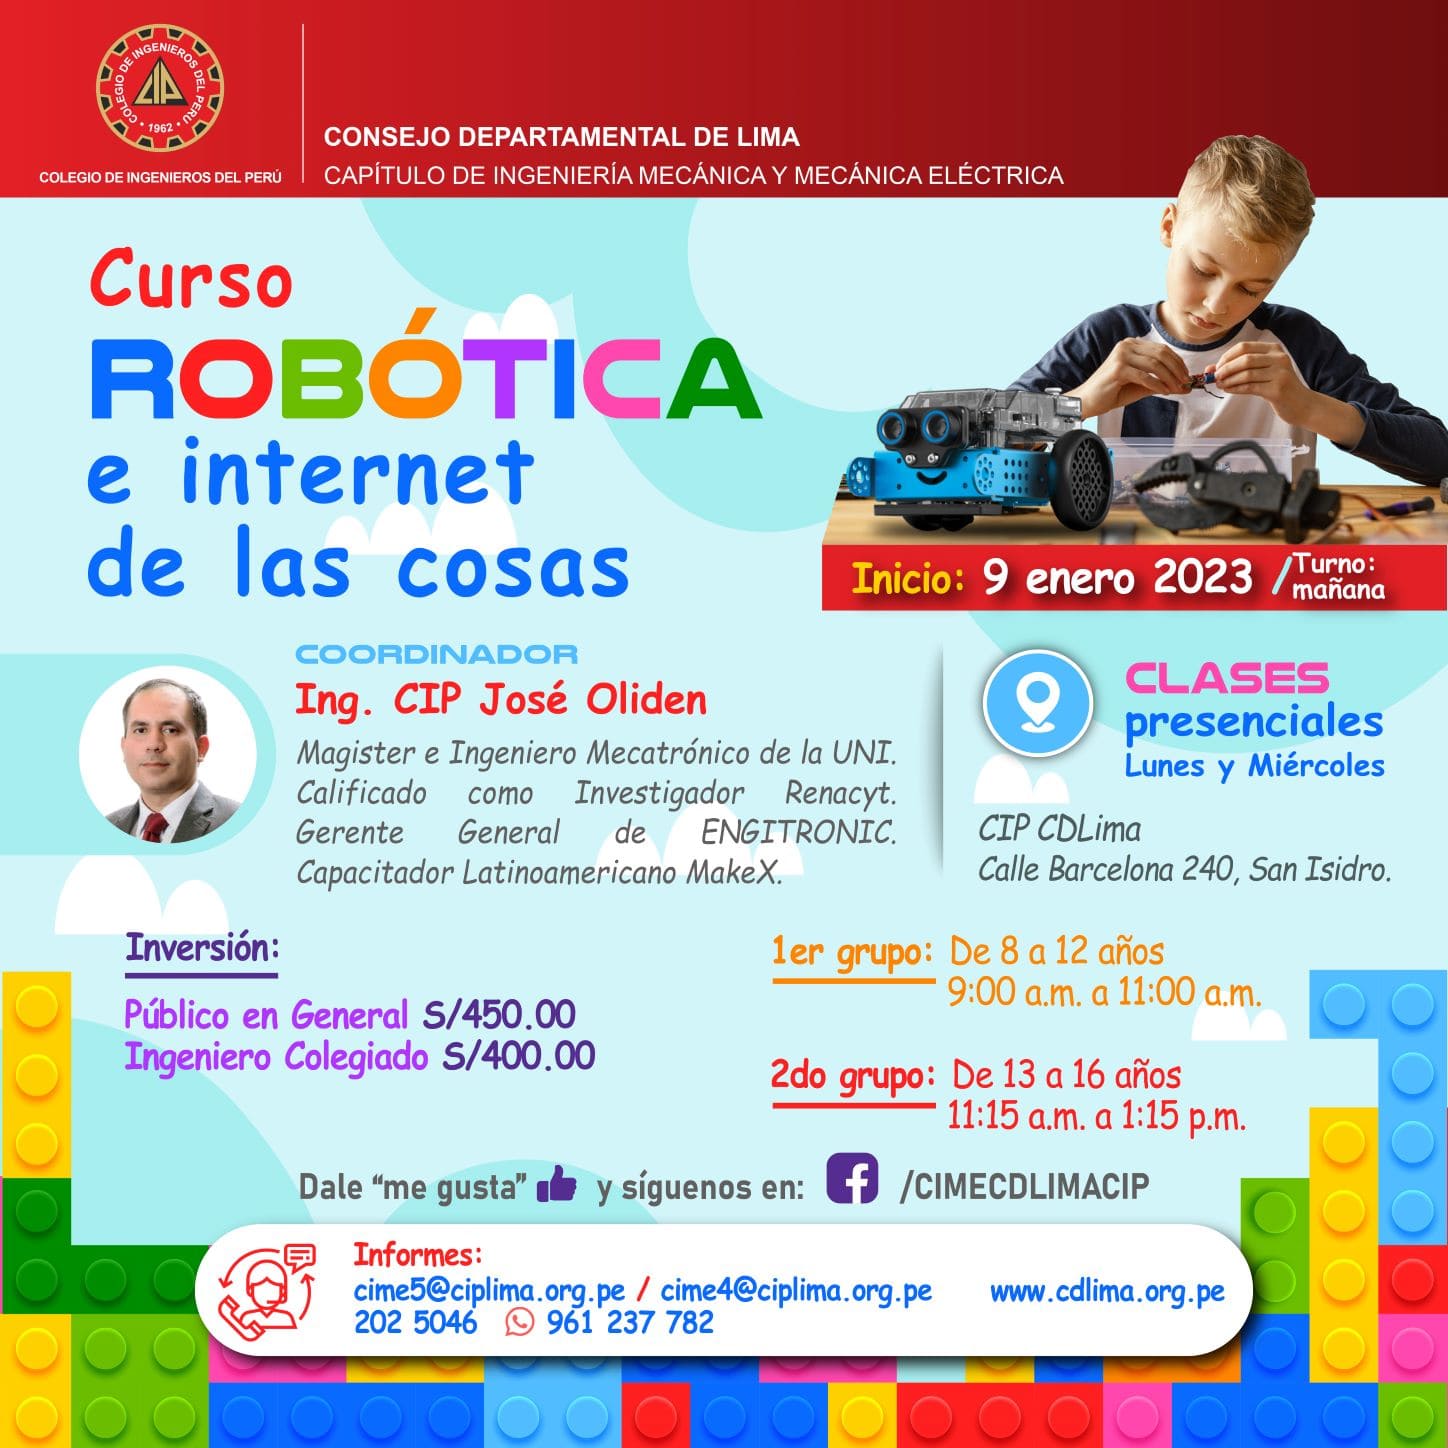 COLEGIO DE INGENIEROS DEL PERU
CIP
• 1962 •
COLEGIO DE INGENIEROS DEL PERÚ
CONSEJO DEPARTAMENTAL DE LIMA
CAPÍTULO DE INGENIERÍA MECÁNICA Y MECÁNICA ELÉCTRICA
Curso
ROBÓTICA
e internet
de las cosas
Inicio: 9 enero 2023 / Turno:
mañana
COORDINADOR
Ing. CIP José Oliden
Magister e Ingeniero Mecatrónico de la UNI.
Calificado como Investigador Renacyt.
Gerente General de ENGITRONIC.
Capacitador Latinoamericano MakeX.
CLASES
presenciales
Lunes y Miércoles
CIP CDLima
Calle Barcelona 240, San Isidro.
Inversión:
Público en General S/450.00
Ingeniero Colegiado S/400.00
1er grupo: De 8 a 12 años
9:00 a.m. a 11:00 a.m.
2do grupo: De 13 a 16 años
11:15 a.m. a 1:15 p.m.
Dale “me gusta” y síguenos en: /CIMECDLIMACIP
Informes:
cime5@ciplima.org.pe / cime4@ciplima.org.pe www.cdlima.org.pe
202 5046 961 237 782